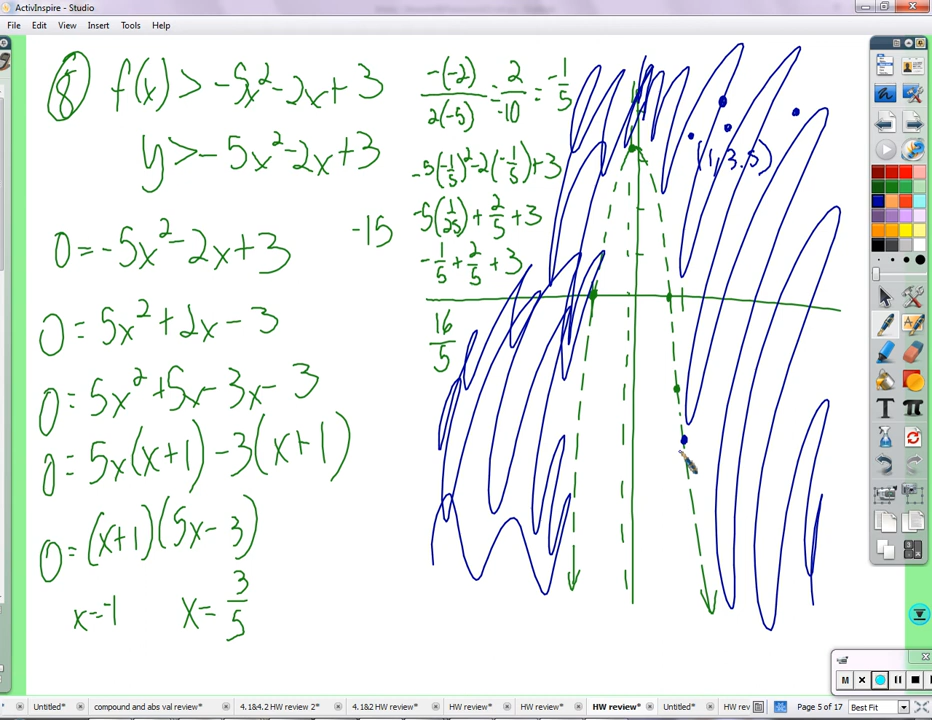 ActivInspire - Studio
File Edit View Insert Tools Help
8 f(x) > -5x² - 2x + 3
y > -5x² - 2x + 3
0 = -5x² - 2x + 3
-15
0 = 5x² + 2x - 3
0 = 5x² + 5x - 3x - 3
0 = 5x(x+1) - 3(x+1)
0 = (x+1)(5x-3)
x = -1 x = 3/5
-(-2)/2(-5) = 2/-10 = -1/5
-5(-1/5)² - 2(-1/5) + 3
-5(1/25) + 2/5 + 3
-1/5 + 2/5 + 3
16/5
(1, 3.5)
Untitled* compound and abs val review* 4.1&4.2 HW review 2* 4.1&2 HW review* HW review* HW review* HW review* Untitled* HW rev
Page 5 of 17 Best Fit